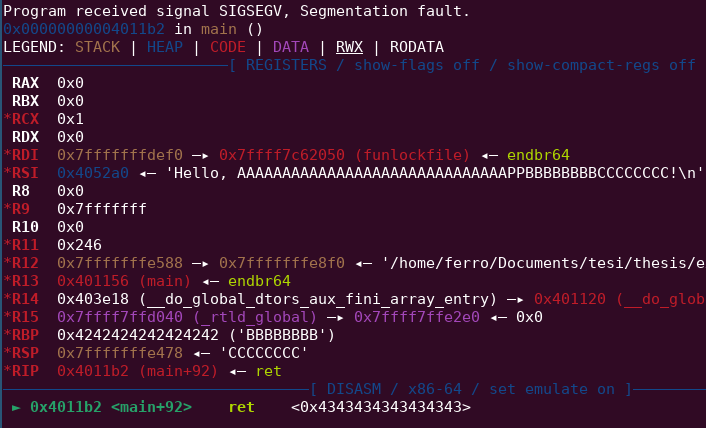 Program received signal SIGSEGV, Segmentation fault.
0x00000000004011b2 in main ()
LEGEND: STACK | HEAP | CODE | DATA | RWX | RODATA
[ REGISTERS / show-flags off / show-compact-regs off
RAX 0x0
RBX 0x0
*RCX 0x1
RDX 0x0
*RDI 0x7fffffffdef0 —▸ 0x7ffff7c62050 (funlockfile) ◂— endbr64
*RSI 0x4052a0 ◂— 'Hello, AAAAAAAAAAAAAAAAAAAAAAAAAAAAAAPPBBBBBBBBCCCCCCCC!\n'
R8 0x0
*R9 0x7fffffff
R10 0x0
*R11 0x246
*R12 0x7fffffffe588 —▸ 0x7fffffffe8f0 ◂— '/home/ferro/Documents/tesi/thesis/e
*R13 0x401156 (main) ◂— endbr64
*R14 0x403e18 (__do_global_dtors_aux_fini_array_entry) —▸ 0x401120 (__do_glob
*R15 0x7ffff7ffd040 (_rtld_global) —▸ 0x7ffff7ffe2e0 ◂— 0x0
*RBP 0x4242424242424242 ('BBBBBBBB')
*RSP 0x7fffffffe478 ◂— 'CCCCCCCC'
*RIP 0x4011b2 (main+92) ◂— ret
[ DISASM / x86-64 / set emulate on ]
► 0x4011b2 <main+92> ret <0x4343434343434343>